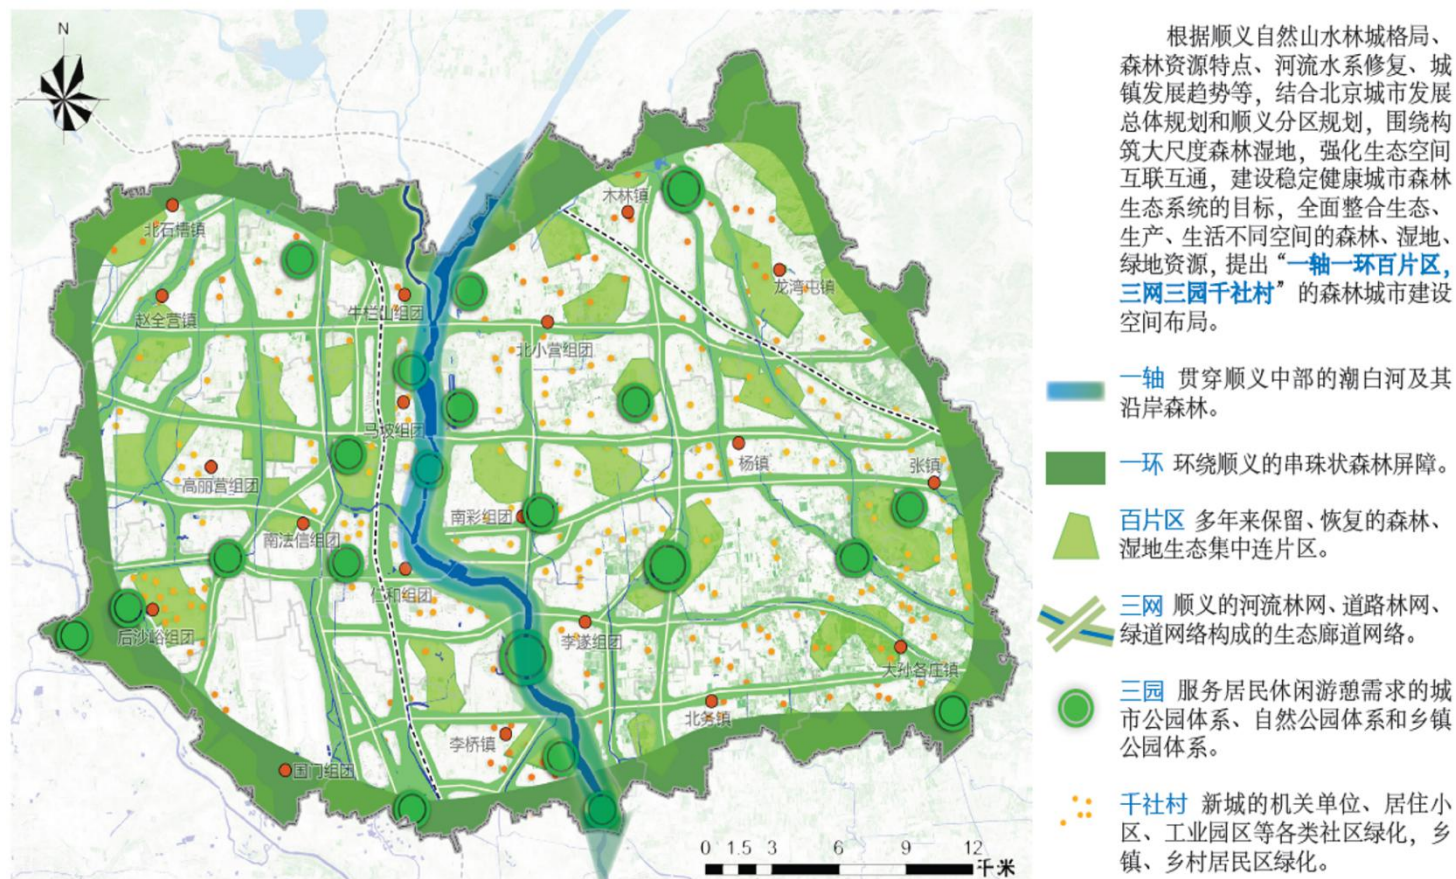 N
木林镇
北石槽镇
龙湾屯镇
赵全营镇
牛栏山组团
北小营组团
马坡组团
杨镇
张镇
高丽营组团
南彩组团
南法信组团
仁和组团
后沙峪组团
李遂组团
大孙各庄镇
北务镇
李桥镇
国门组团
0 1.5 3 6 9 12
千米
根据顺义自然山水林城格局、
森林资源特点、河流水系修复、城
镇发展趋势等，结合北京城市发展
总体规划和顺义分区规划，围绕构
筑大尺度森林湿地，强化生态空间
互联互通，建设稳定健康城市森林
生态系统的目标，全面整合生态、
生产、生活不同空间的森林、湿地、
绿地资源，提出“一轴一环百片区，
三网三园千社村”的森林城市建设
空间布局。
一轴 贯穿顺义中部的潮白河及其
沿岸森林。
一环 环绕顺义的串珠状森林屏障。
百片区 多年来保留、恢复的森林、
湿地生态集中连片区。
三网 顺义的河流林网、道路林网、
绿道网络构成的生态廊道网络。
三园 服务居民休闲游憩需求的城
市公园体系、自然公园体系和乡镇
公园体系。
千社村 新城的机关单位、居住小
区、工业园区等各类社区绿化，乡
镇、乡村居民区绿化。